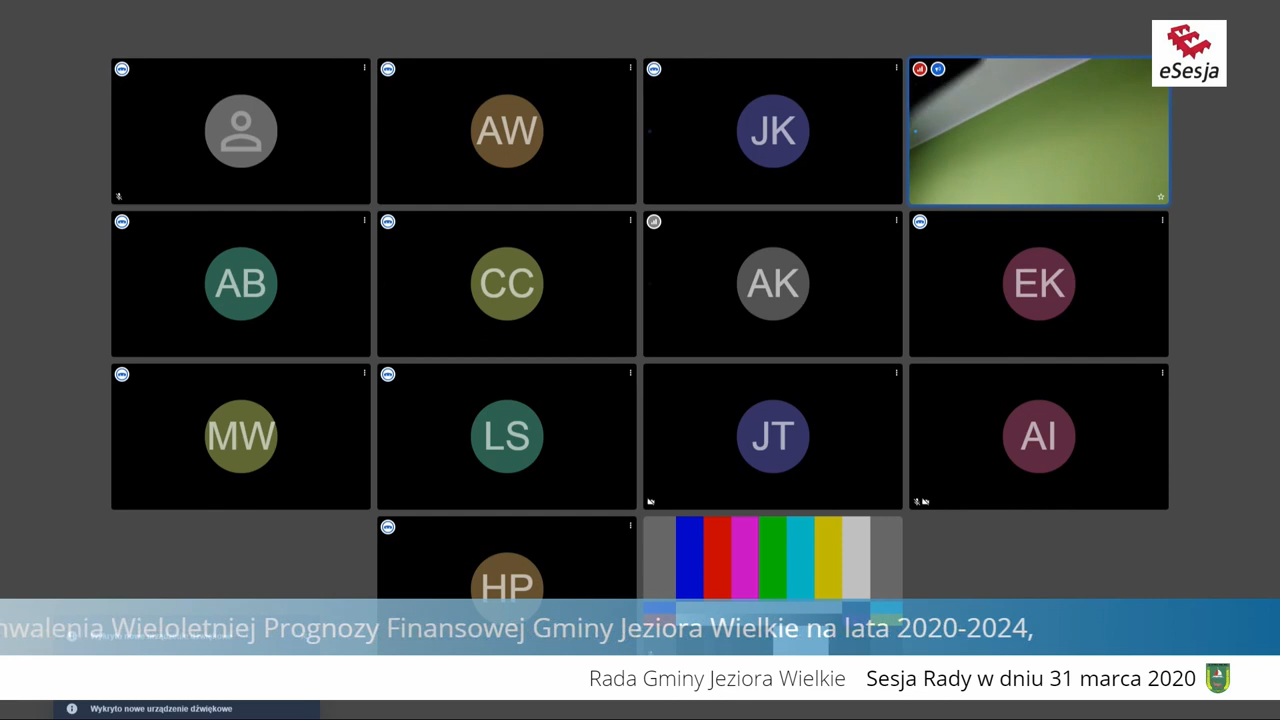 eSesja
AW
JK
AB
CC
AK
EK
MW
LS
JT
AI
HP
Wieloletniej Prognozy Finansowej Gminy Jeziora Wielkie na lata 2020-2024,
Rada Gminy Jeziora Wielkie Sesja Rady w dniu 31 marca 2020
Wykryto nowe urządzenie dźwiękowe